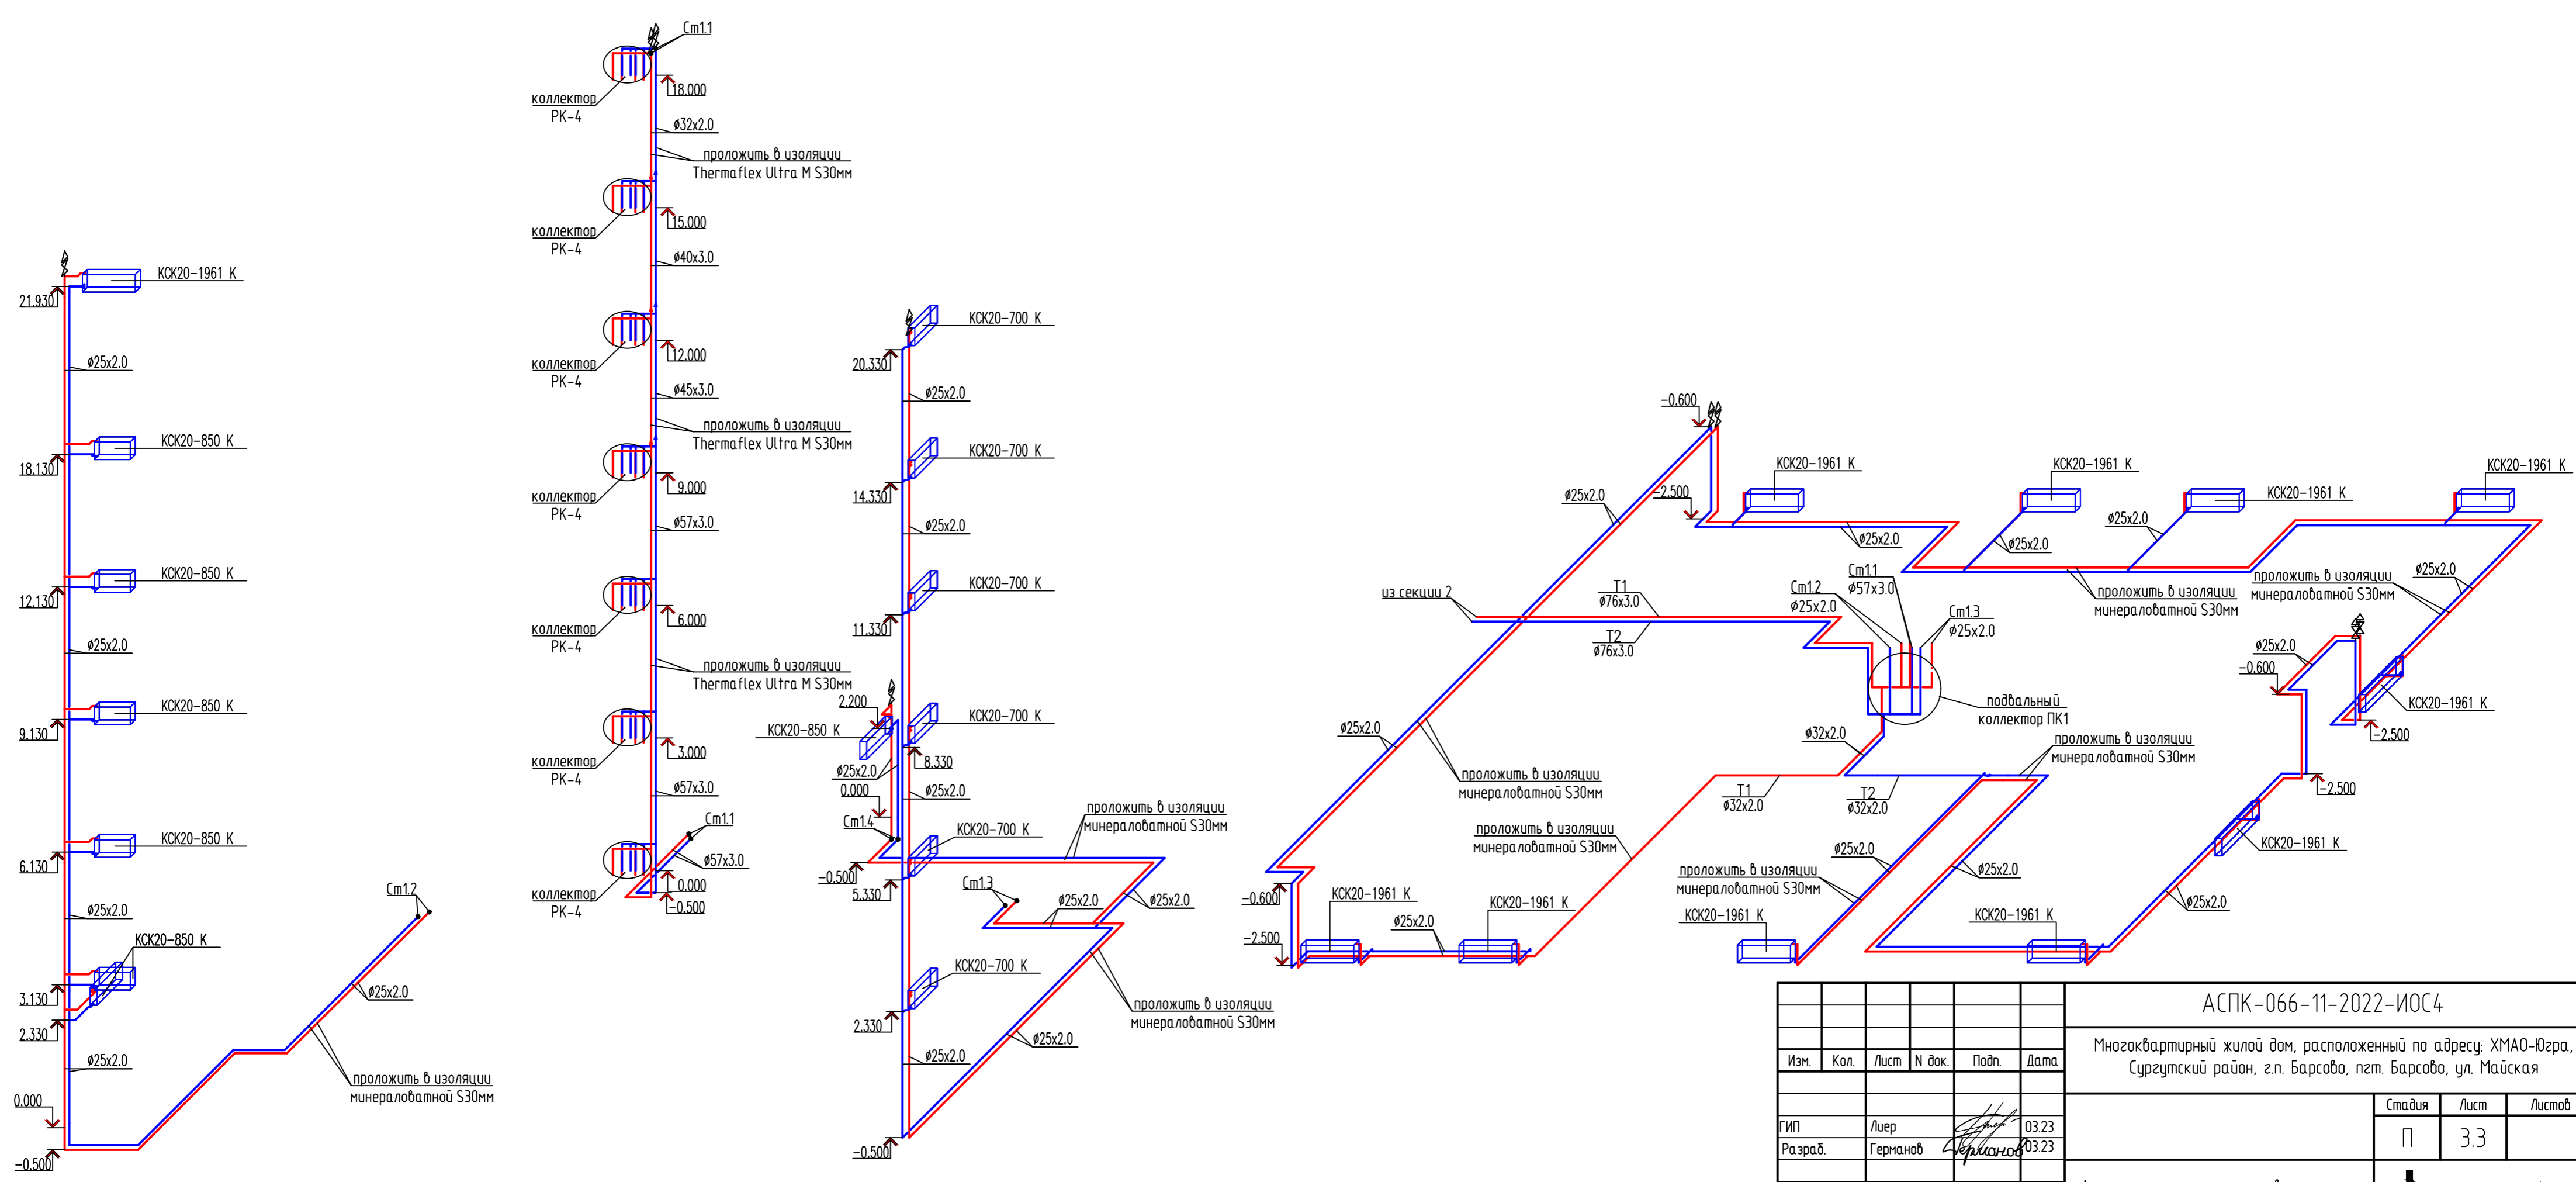 КСК20-1961 К
21.930
ø25x2.0
КСК20-850 К
18.130
КСК20-850 К
12.130
ø25x2.0
КСК20-850 К
9.130
КСК20-850 К
6.130
ø25x2.0
КСК20-850 К
3.130
2.330
ø25x2.0
0.000
-0.500
Ст1.2
ø25x2.0
проложить в изоляции
минераловатной S30мм
Ст1.1
коллектор
РК-4
18.000
ø32x2.0
проложить в изоляции
Thermaflex Ultra M S30мм
коллектор
РК-4
15.000
ø40x3.0
коллектор
РК-4
12.000
ø45x3.0
проложить в изоляции
Thermaflex Ultra M S30мм
коллектор
РК-4
9.000
ø57x3.0
коллектор
РК-4
6.000
проложить в изоляции
Thermaflex Ultra M S30мм
коллектор
РК-4
3.000
ø57x3.0
Ст1.1
ø57x3.0
коллектор
РК-4
0.000
-0.500
КСК20-700 К
20.330
ø25x2.0
КСК20-700 К
14.330
ø25x2.0
КСК20-700 К
11.330
2.200
КСК20-850 К
КСК20-700 К
8.330
ø25x2.0
0.000
ø25x2.0
Ст1.4
КСК20-700 К
проложить в изоляции
минераловатной S30мм
-0.500
5.330
Ст1.3
ø25x2.0
ø25x2.0
КСК20-700 К
2.330
проложить в изоляции
минераловатной S30мм
ø25x2.0
ø25x2.0
-0.500
-0.600
-2.500
ø25x2.0
КСК20-1961 К
КСК20-1961 К
КСК20-1961 К
КСК20-1961 К
ø25x2.0
ø25x2.0
ø25x2.0
из секции 2
Т1
ø76x3.0
Т2
ø76x3.0
Ст1.2
ø25x2.0
Ст1.1
ø57x3.0
Ст1.3
ø25x2.0
проложить в изоляции
минераловатной S30мм
проложить в изоляции
минераловатной S30мм
ø25x2.0
ø25x2.0
-0.600
КСК20-1961 К
-2.500
подвальный
коллектор ПК1
ø25x2.0
ø32x2.0
проложить в изоляции
минераловатной S30мм
проложить в изоляции
минераловатной S30мм
Т1
ø32x2.0
Т2
ø32x2.0
-2.500
проложить в изоляции
минераловатной S30мм
ø25x2.0
КСК20-1961 К
проложить в изоляции
минераловатной S30мм
ø25x2.0
-0.600
КСК20-1961 К
КСК20-1961 К
ø25x2.0
-2.500
КСК20-1961 К
КСК20-1961 К
ø25x2.0
АСПК-066-11-2022-ИОС4
Многоквартирный жилой дом, расположенный по адресу: ХМАО-Югра,
Сургутский район, г.п. Барсово, пгт. Барсово, ул. Майская
Изм. Кол. Лист N док. Подп. Дата
Стадия Лист Листов
ГИП Лиер 03.23
П 3.3
Разраб. Германов Германов 03.23